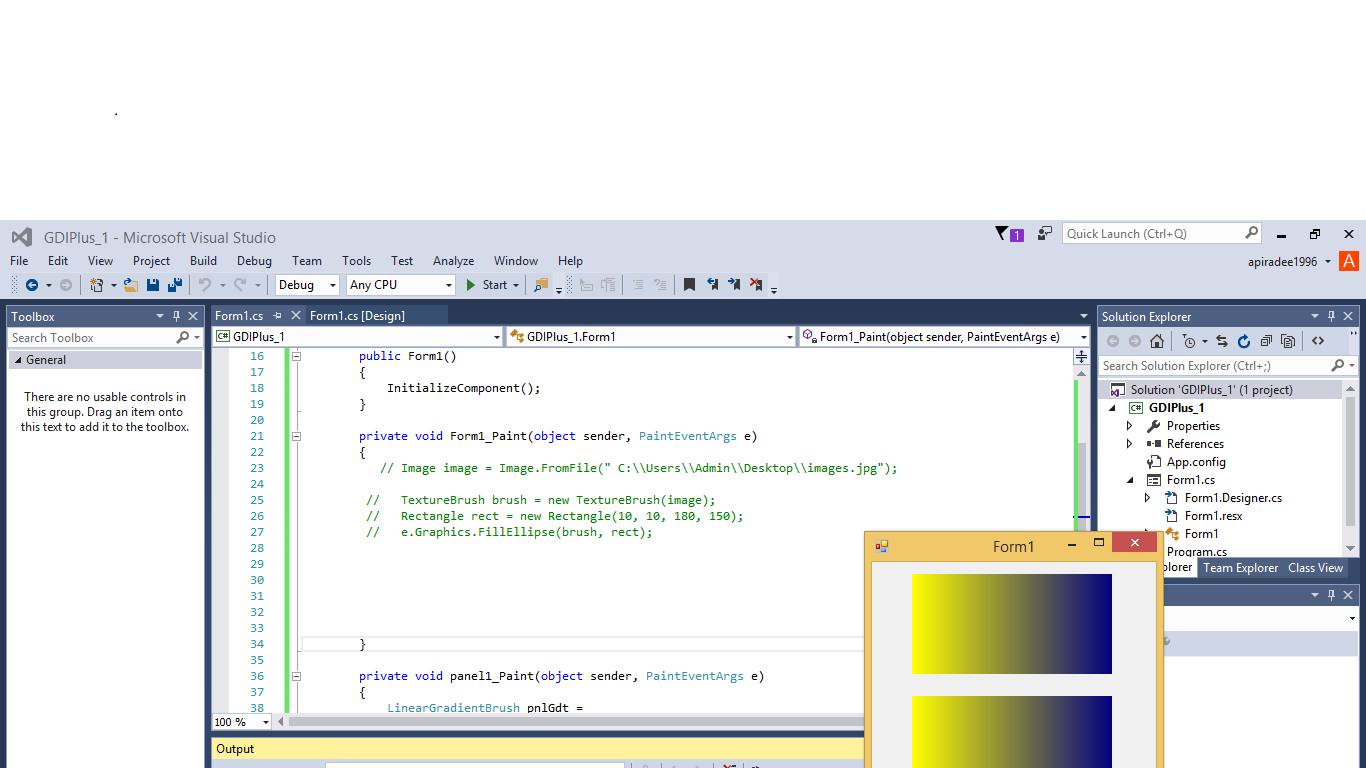 .
GDIPlus_1 - Microsoft Visual Studio
1
Quick Launch (Ctrl+Q)
File Edit View Project Build Debug Team Tools Test Analyze Window Help
apiradee1996
A
Debug
Any CPU
Start
Toolbox
Search Toolbox
General
There are no usable controls in
this group. Drag an item onto
this text to add it to the toolbox.
Form1.cs
Form1.cs [Design]
C# GDIPlus_1
GDIPlus_1.Form1
Form1_Paint(object sender, PaintEventArgs e)
16 public Form1()
17 {
18 InitializeComponent();
19 }
20
21 private void Form1_Paint(object sender, PaintEventArgs e)
22 {
23 // Image image = Image.FromFile(" C:\\Users\\Admin\\Desktop\\images.jpg");
24
25 // TextureBrush brush = new TextureBrush(image);
26 // Rectangle rect = new Rectangle(10, 10, 180, 150);
27 // e.Graphics.FillEllipse(brush, rect);
28
29
30
31
32
33
34 }
35
36 private void panel1_Paint(object sender, PaintEventArgs e)
37 {
38 LinearGradientBrush pnlGdt =
100 %
Output
Solution Explorer
Search Solution Explorer (Ctrl+;)
Solution 'GDIPlus_1' (1 project)
C# GDIPlus_1
Properties
References
App.config
Form1.cs
Form1.Designer.cs
Form1.resx
Form1
Program.cs
plorer Team Explorer Class View
Form1